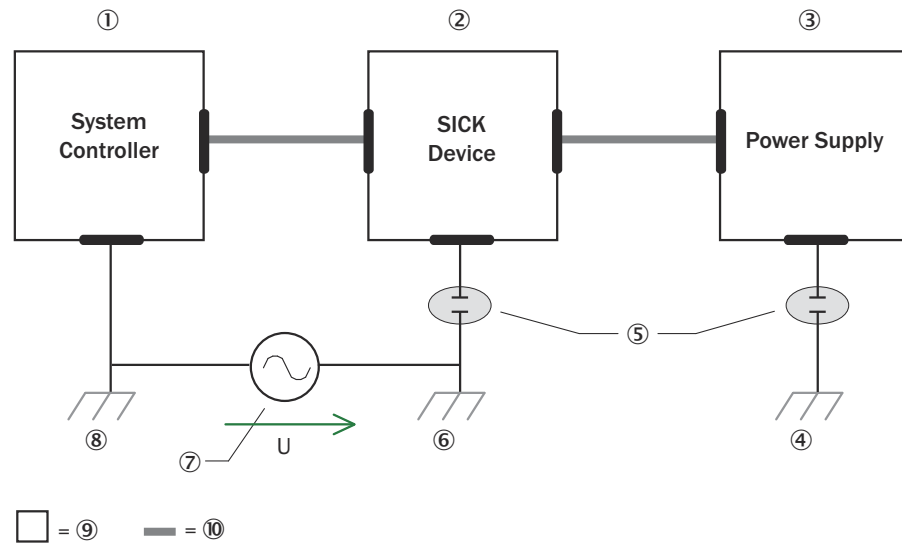 ① ② ③
System
Controller
SICK
Device
Power Supply
⑤
⑧ ⑥ ④
U
⑦
= ⑨ = ⑩